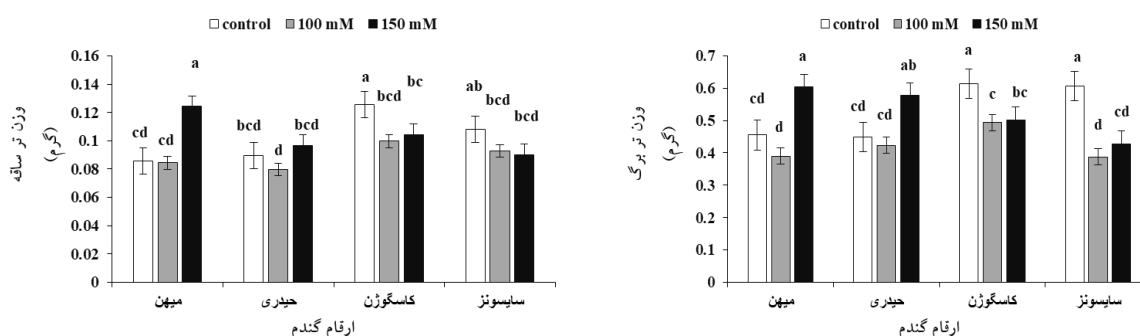 control 100 mM 150 mM
وزن تر ساقه
(گرم)
0.16
0.14
0.12
0.1
0.08
0.06
0.04
0.02
0
cd cd a
bcd d bcd
a bcd bc
ab bcd bcd
میهن حیدری کاسگوژن سایسونز
ارقام گندم
control 100 mM 150 mM
وزن تر برگ
(گرم)
0.7
0.6
0.5
0.4
0.3
0.2
0.1
0
cd d a
cd cd ab
a c bc
a d cd
میهن حیدری کاسگوژن سایسونز
ارقام گندم